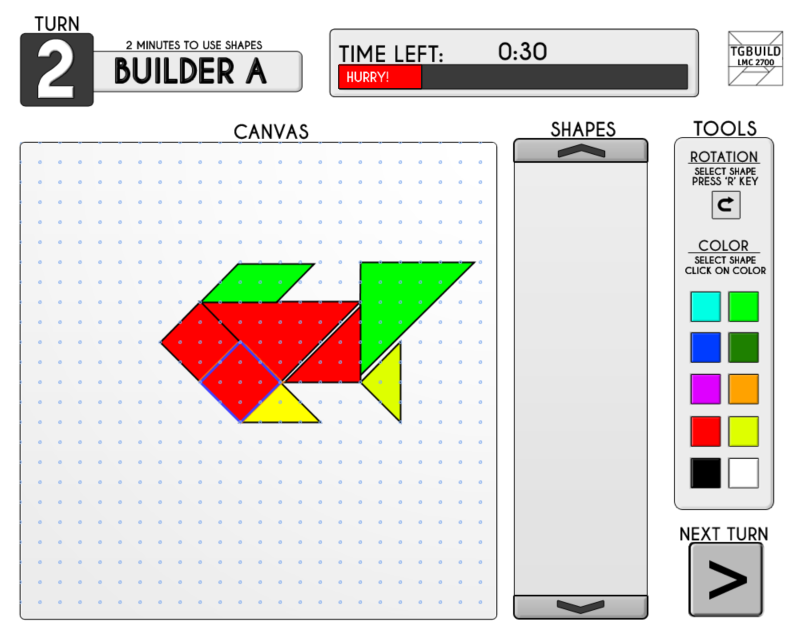 TURN
2
2 MINUTES TO USE SHAPES
BUILDER A
TIME LEFT: 0:30
HURRY!
TGBUILD
LMC 2700
CANVAS
SHAPES
TOOLS
ROTATION
SELECT SHAPE
PRESS 'R' KEY
COLOR
SELECT SHAPE
CLICK ON COLOR
NEXT TURN
>